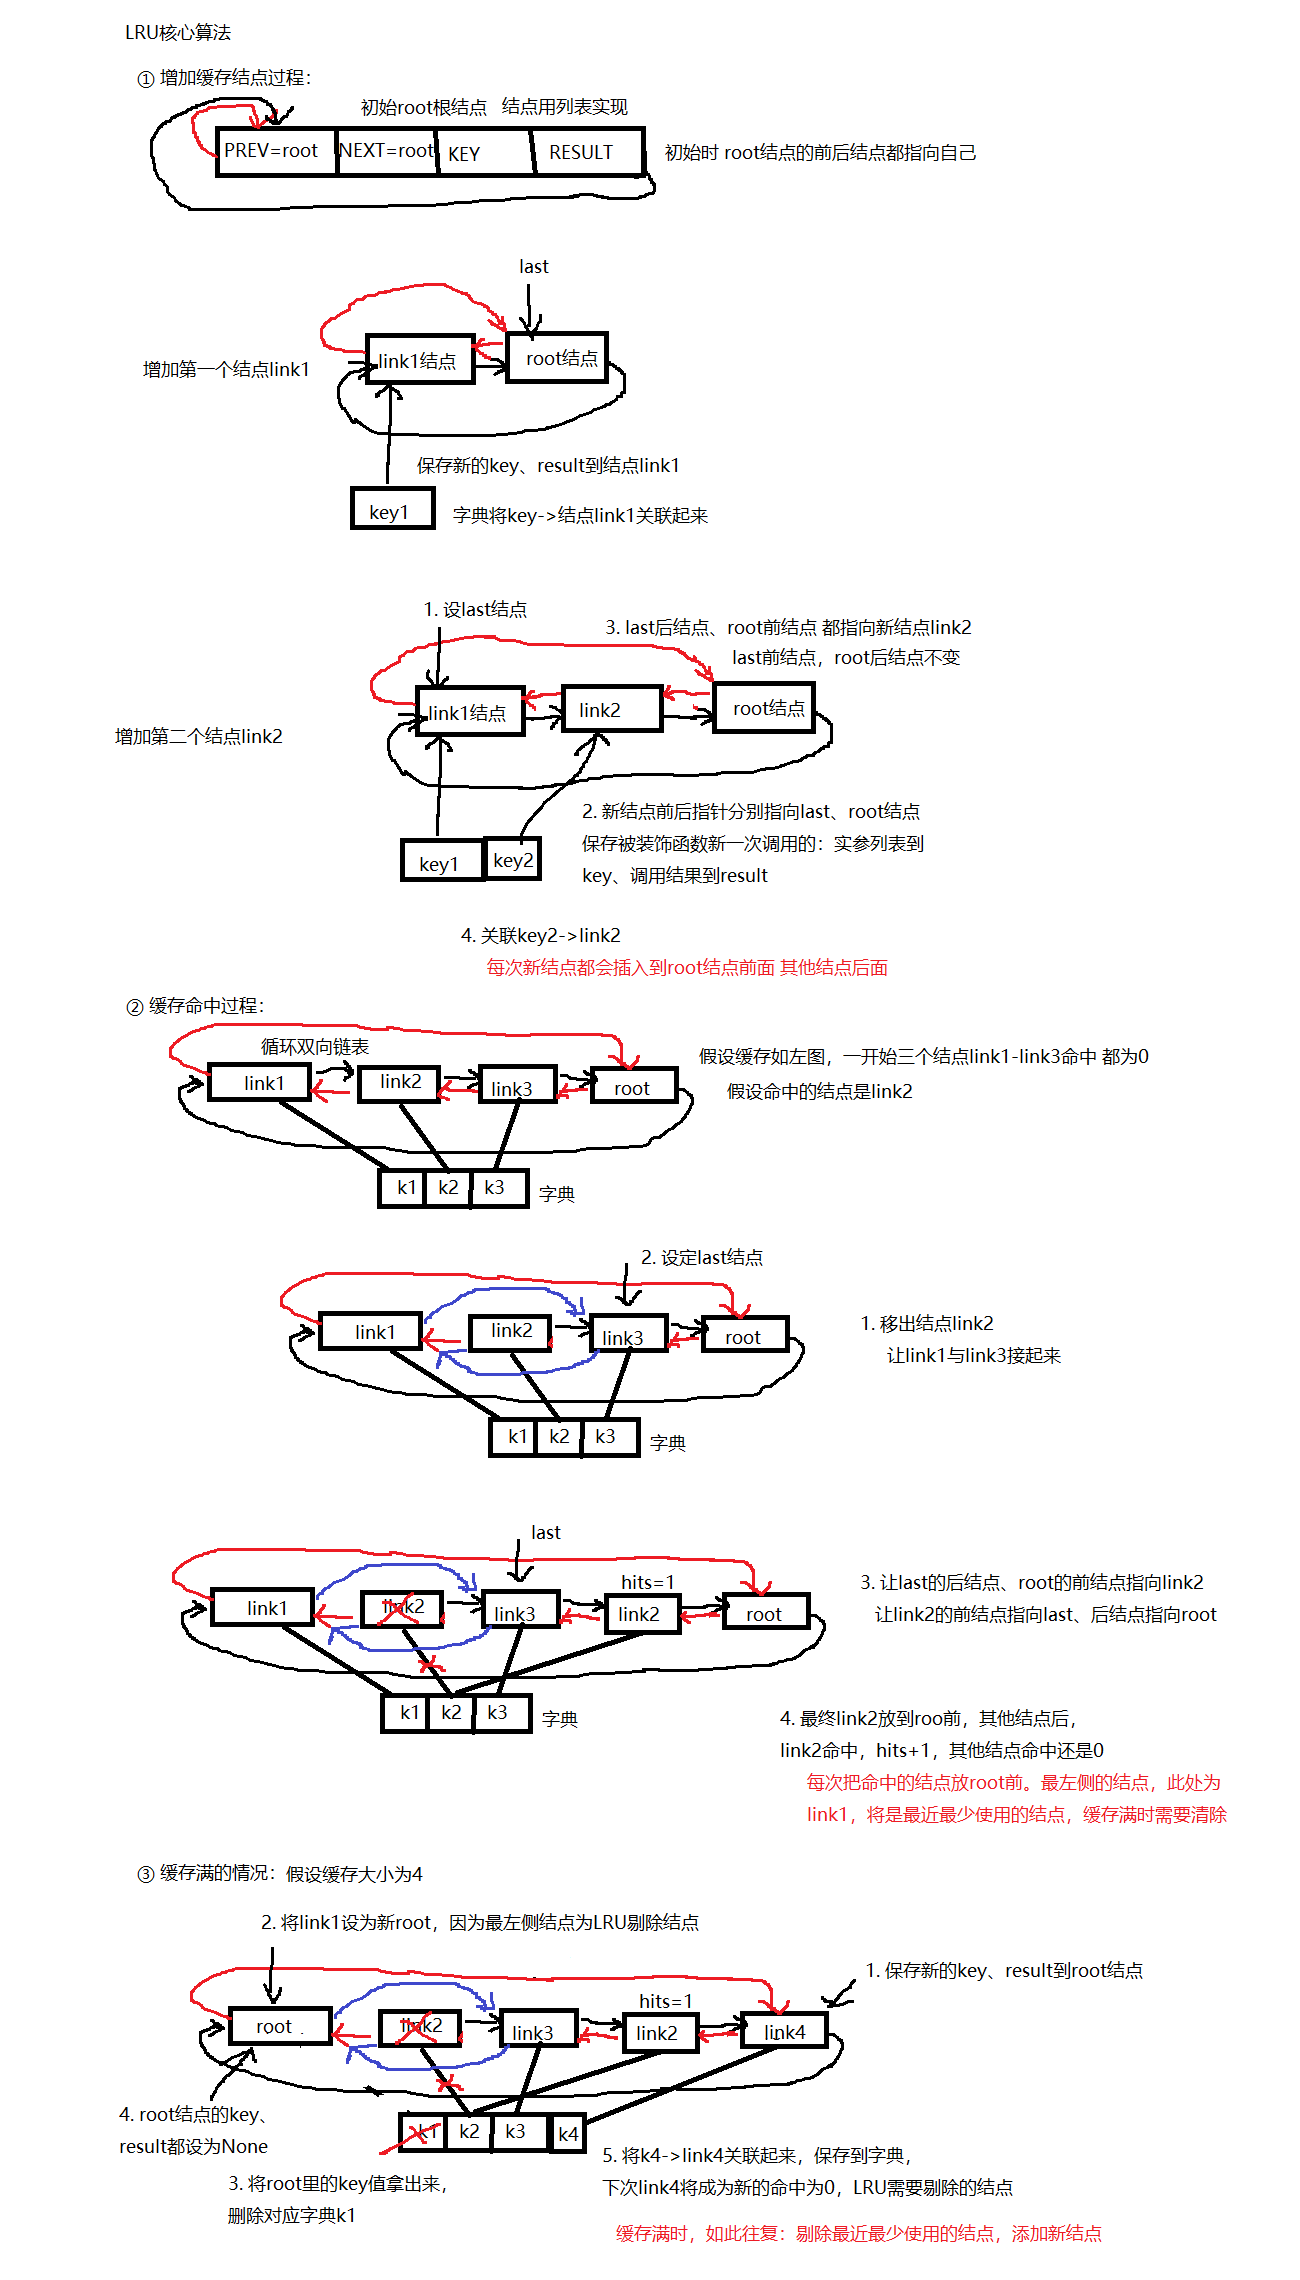 LRU核心算法
① 增加缓存结点过程：
初始root根结点 结点用列表实现
PREV=root NEXT=root KEY RESULT
初始时 root结点的前后结点都指向自己
last
link1结点 root结点
增加第一个结点link1
保存新的key、result到结点link1
key1
字典将key->结点link1关联起来
1. 设last结点
3. last后结点、root前结点 都指向新结点link2
last前结点，root后结点不变
link1结点 link2 root结点
增加第二个结点link2
2. 新结点前后指针分别指向last、root结点
保存被装饰函数新一次调用的：实参列表到
key、调用结果到result
key1 key2
4. 关联key2->link2
每次新结点都会插入到root结点前面 其他结点后面
② 缓存命中过程：
循环双向链表
假设缓存如左图，一开始三个结点link1-link3命中 都为0
假设命中的结点是link2
link1 link2 link3 root
k1 k2 k3 字典
2. 设定last结点
1. 移出结点link2
让link1与link3接起来
link1 link2 link3 root
k1 k2 k3 字典
last
hits=1
3. 让last的后结点、root的前结点指向link2
让link2的前结点指向last、后结点指向root
link1 link2 link3 link2 root
k1 k2 k3 字典
4. 最终link2放到roo前，其他结点后，
link2命中，hits+1，其他结点命中还是0
每次把命中的结点放root前。最左侧的结点，此处为
link1，将是最近最少使用的结点，缓存满时需要清除
③ 缓存满的情况：假设缓存大小为4
2. 将link1设为新root，因为最左侧结点为LRU剔除结点
1. 保存新的key、result到root结点
hits=1
root link2 link3 link2 link4
4. root结点的key、
result都设为None
k1 k2 k3 k4
3. 将root里的key值拿出来，
删除对应字典k1
5. 将k4->link4关联起来，保存到字典，
下次link4将成为新的命中为0，LRU需要剔除的结点
缓存满时，如此往复：剔除最近最少使用的结点，添加新结点